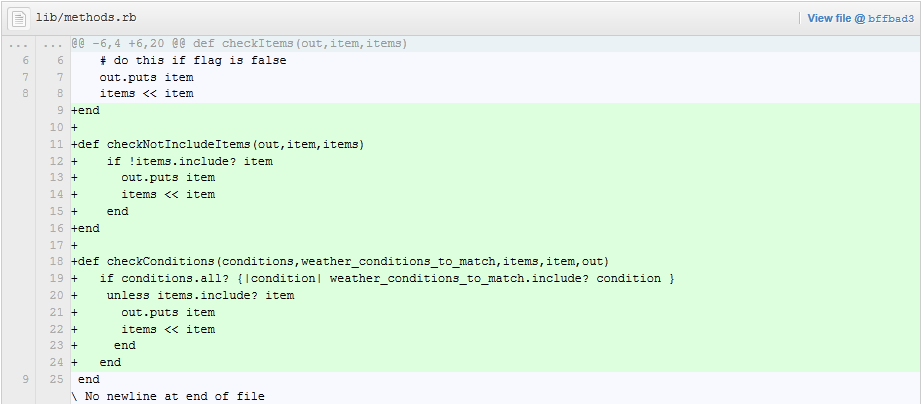 lib/methods.rb View file @ bffbad3
... ... @@ -6,4 +6,20 @@ def checkItems(out,item,items)
6 6 # do this if flag is false
7 7 out.puts item
8 8 items << item
9 +end
10 +
11 +def checkNotIncludeItems(out,item,items)
12 +    if !items.include? item
13 +      out.puts item
14 +      items << item
15 +    end
16 +end
17 +
18 +def checkConditions(conditions,weather_conditions_to_match,items,item,out)
19 +   if conditions.all? {|condition| weather_conditions_to_match.include? condition }
20 +    unless items.include? item
21 +      out.puts item
22 +      items << item
23 +     end
24 +   end
9 25 end
\ No newline at end of file